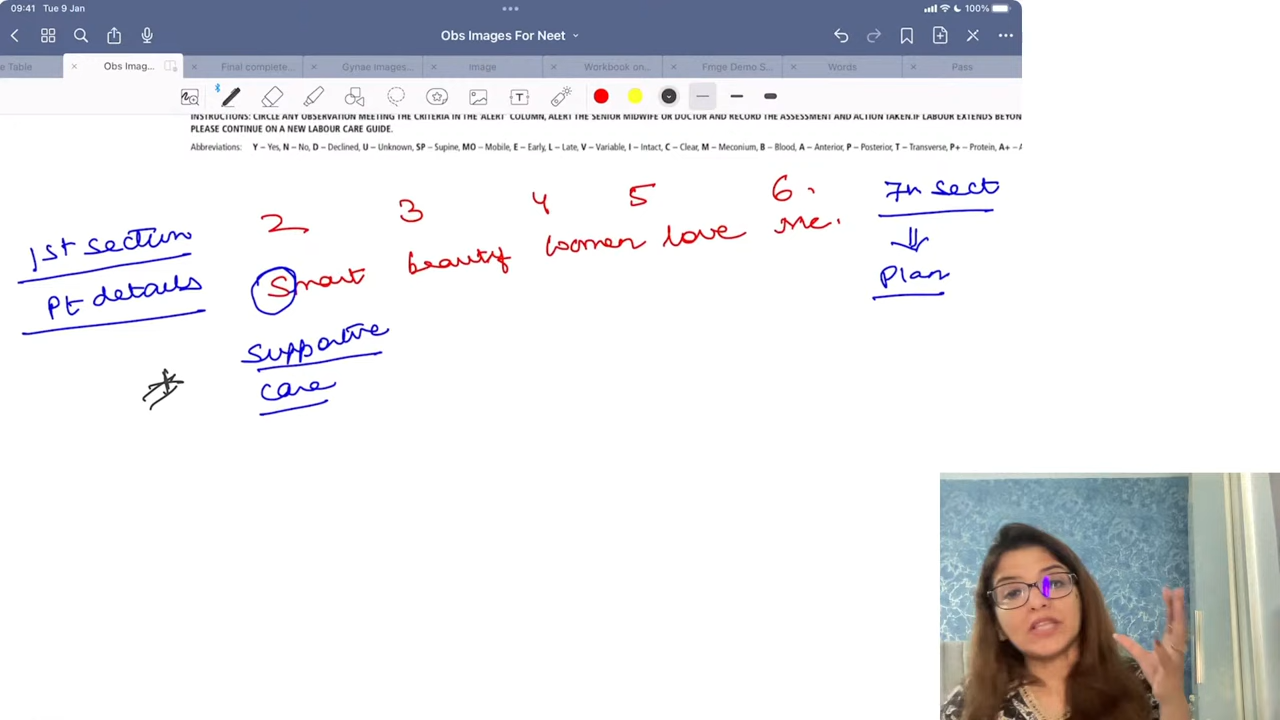 09:41 Tue 9 Jan
100%
Obs Images For Neet
e Table
Obs Imag...
Final complete...
Gynae Images...
image
Workbook on...
Fmge Demo S...
Words
Pass
INSTRUCTIONS: CIRCLE ANY OBSERVATION MEETING THE CRITERIA IN THE 'ALERT' COLUMN, ALERT THE SENIOR MIDWIFE OR DOCTOR AND RECORD THE ASSESSMENT AND ACTION TAKEN.IF LABOUR EXTENDS BEYON
PLEASE CONTINUE ON A NEW LABOUR CARE GUIDE.
Abbreviations: Y – Yes, N – No, D – Declined, U – Unknown, SP – Supine, MO – Mobile, E – Early, L – Late, V – Variable, I – Intact, C – Clear, M – Meconium, B – Blood, A – Anterior, P – Posterior, T – Transverse, P+ – Protein, A+ – A
2 3 4 5 6.
7th sect
1st section
Smart beauty women love me.
Pt details
Plan
Supportive
care